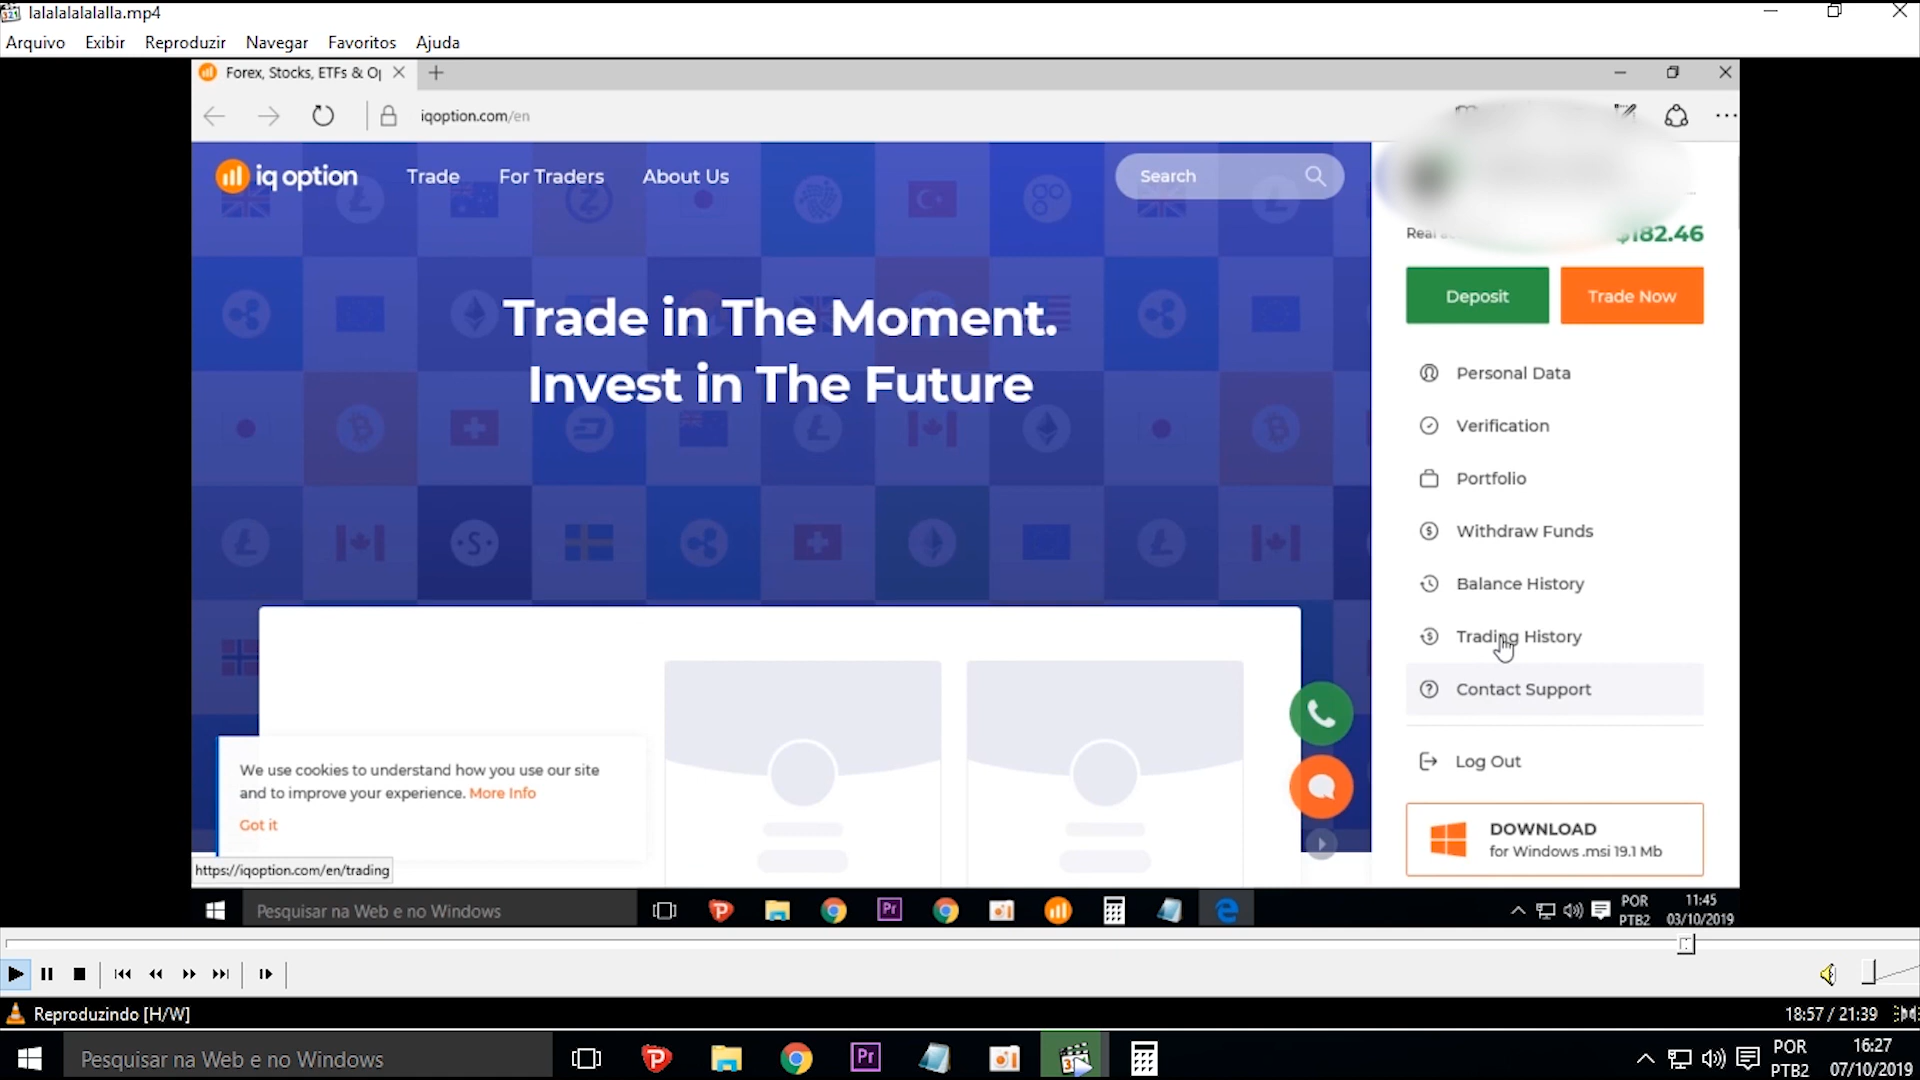 lalalalalalalla.mp4
Arquivo Exibir Reproduzir Navegar Favoritos Ajuda
Forex, Stocks, ETFs & O
iqoption.com/en
iq option Trade For Traders About Us Search
$182.46
Deposit Trade Now
Trade in The Moment.
Invest in The Future
Personal Data
Verification
Portfolio
Withdraw Funds
Balance History
Trading History
Contact Support
Log Out
DOWNLOAD
for Windows .msi 19.1 Mb
We use cookies to understand how you use our site
and to improve your experience. More Info
Got it
https://iqoption.com/en/trading
Pesquisar na Web e no Windows
Pr
POR
PTB2
11:45
03/10/2019
Reproduzindo [H/W]
18:57 / 21:39
Pesquisar na Web e no Windows
Pr
321
POR
PTB2
16:27
07/10/2019